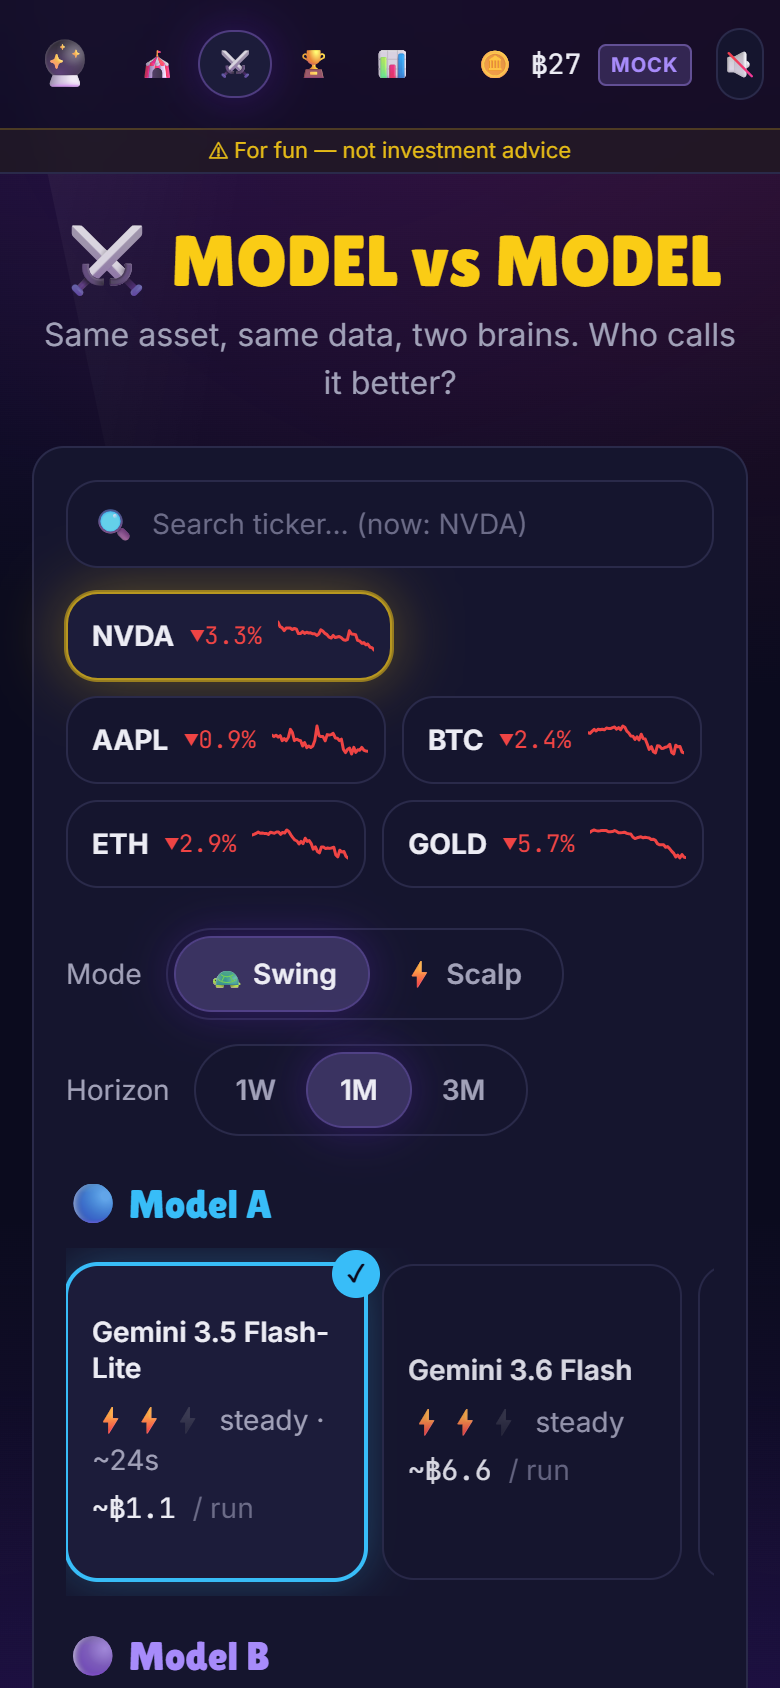 ฿27 MOCK
⚠ For fun — not investment advice
MODEL vs MODEL
Same asset, same data, two brains. Who calls
it better?
Search ticker... (now: NVDA)
NVDA ▼3.3%
AAPL ▼0.9% BTC ▼2.4%
ETH ▼2.9% GOLD ▼5.7%
Mode Swing Scalp
Horizon 1W 1M 3M
Model A
✓
Gemini 3.5 Flash-
Lite
steady ·
~24s
~฿1.1 / run
Gemini 3.6 Flash
steady
~฿6.6 / run
Model B